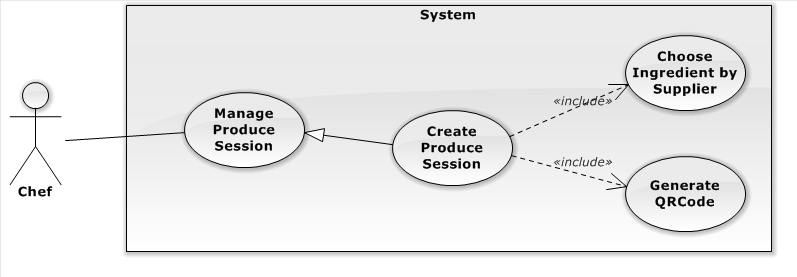 System
Chef
Manage
Produce
Session
Create
Produce
Session
«include»
«include»
Choose
Ingredient by
Supplier
Generate
QRCode